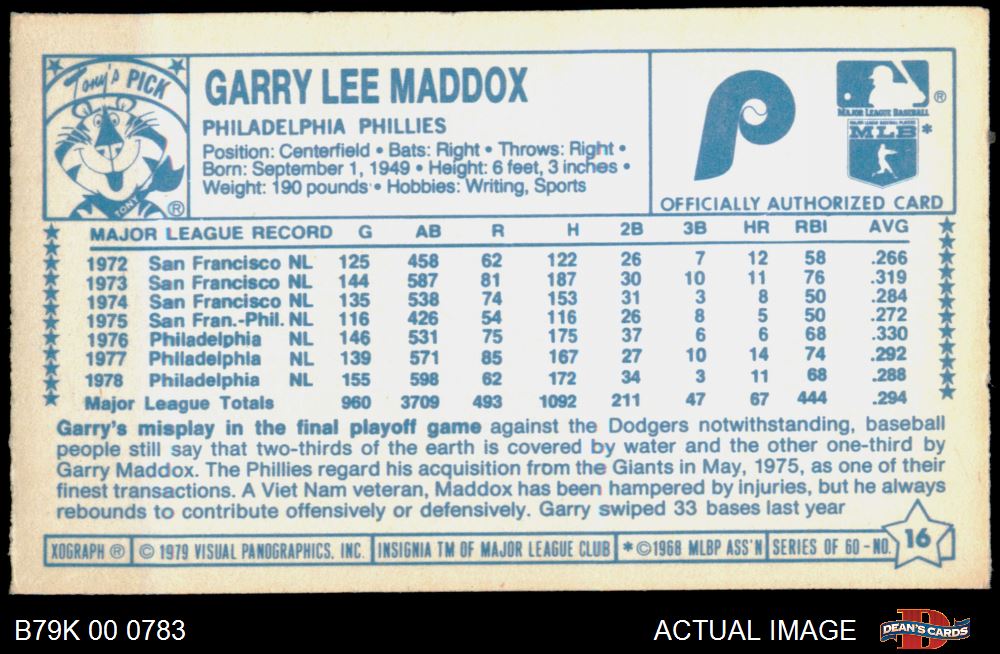 Tony's PICK
TONY
®
GARRY LEE MADDOX
PHILADELPHIA PHILLIES
Position: Centerfield • Bats: Right • Throws: Right •
Born: September 1, 1949 • Height: 6 feet, 3 inches •
Weight: 190 pounds • Hobbies: Writing, Sports
®
MAJOR LEAGUE BASEBALL
MAJOR LEAGUE BASEBALL PLAYERS
MLB *
OFFICIALLY AUTHORIZED CARD
MAJOR LEAGUE RECORD G AB R H 2B 3B HR RBI AVG
1972 San Francisco NL 125 458 62 122 26 7 12 58 .266
1973 San Francisco NL 144 587 81 187 30 10 11 76 .319
1974 San Francisco NL 135 538 74 153 31 3 8 50 .284
1975 San Fran.-Phil. NL 116 426 54 116 26 8 5 50 .272
1976 Philadelphia NL 146 531 75 175 37 6 6 68 .330
1977 Philadelphia NL 139 571 85 167 27 10 14 74 .292
1978 Philadelphia NL 155 598 62 172 34 3 11 68 .288
Major League Totals 960 3709 493 1092 211 47 67 444 .294
Garry's misplay in the final playoff game against the Dodgers notwithstanding, baseball
people still say that two-thirds of the earth is covered by water and the other one-third by
Garry Maddox. The Phillies regard his acquisition from the Giants in May, 1975, as one of their
finest transactions. A Viet Nam veteran, Maddox has been hampered by injuries, but he always
rebounds to contribute offensively or defensively. Garry swiped 33 bases last year
XOGRAPH ® © 1979 VISUAL PANOGRAPHICS, INC. INSIGNIA TM OF MAJOR LEAGUE CLUB *©1968 MLBP ASS'N SERIES OF 60 - NO. 16
B79K 00 0783
ACTUAL IMAGE
D
DEAN'S CARDS